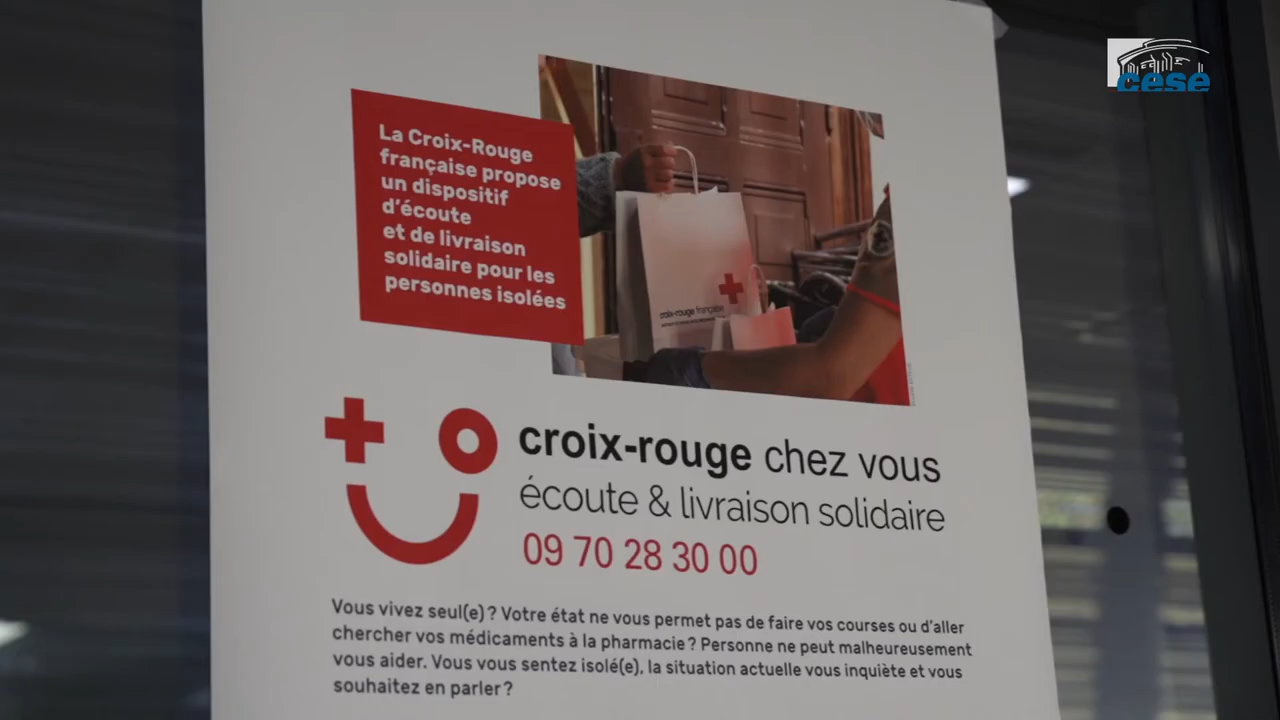 cese
La Croix-Rouge
française propose
un dispositif
d'écoute
et de livraison
solidaire pour les
personnes isolées
croix-rouge française
croix-rouge chez vous
écoute & livraison solidaire
09 70 28 30 00
Vous vivez seul(e) ? Votre état ne vous permet pas de faire vos courses ou d'aller
chercher vos médicaments à la pharmacie ? Personne ne peut malheureusement
vous aider. Vous vous sentez isolé(e), la situation actuelle vous inquiète et vous
souhaitez en parler ?